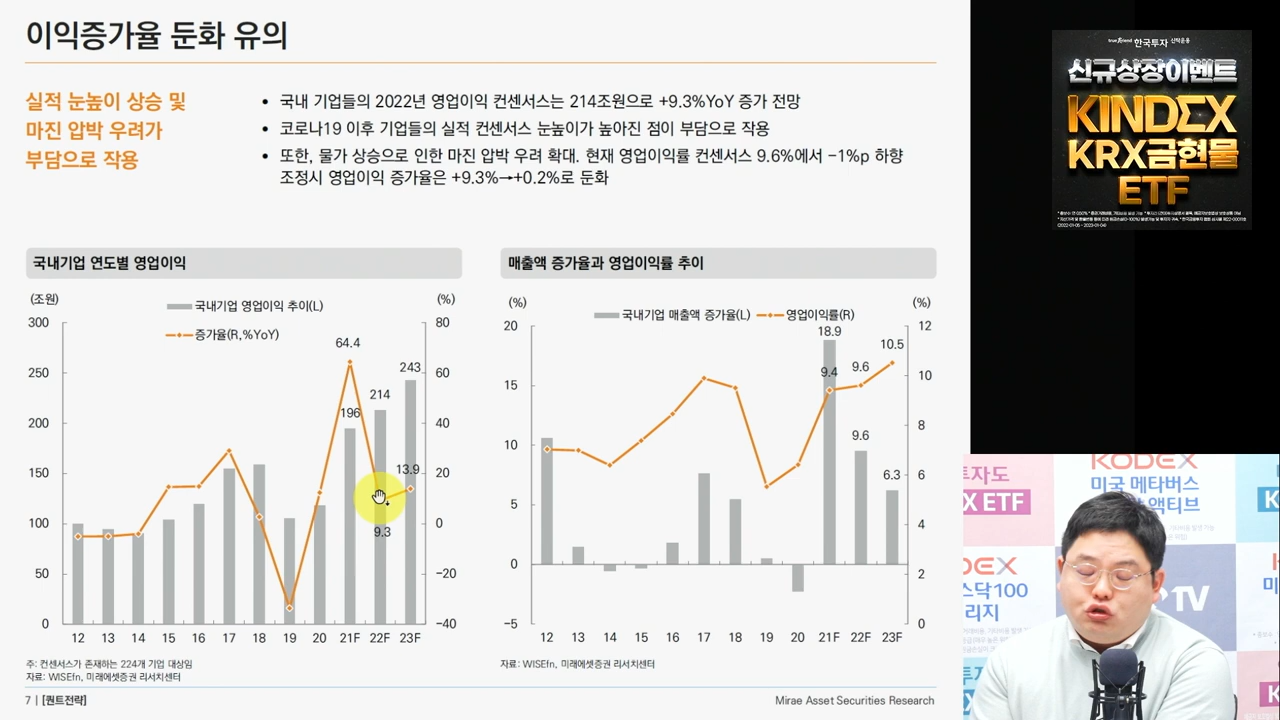 이익증가율 둔화 유의
실적 눈높이 상승 및
마진 압박 우려가
부담으로 작용
• 국내 기업들의 2022년 영업이익 컨센서스는 214조원으로 +9.3%YoY 증가 전망
• 코로나19 이후 기업들의 실적 컨센서스 눈높이가 높아진 점이 부담으로 작용
• 또한, 물가 상승으로 인한 마진 압박 우려 확대. 현재 영업이익률 컨센서스 9.6%에서 -1%p 하향
조정시 영업이익 증가율은 +9.3%→+0.2%로 둔화
국내기업 연도별 영업이익
(조원)
(%)
국내기업 영업이익 추이(L)
증가율(R,%YoY)
300
250
200
150
100
50
0
80
60
40
20
0
-20
-40
64.4
196
214
243
13.9
9.3
12 13 14 15 16 17 18 19 21F 22F 23F
주: 컨센서스가 존재하는 224개 기업 대상임
자료: WISEfn, 미래에셋증권 리서치센터
매출액 증가율과 영업이익률 추이
(%)
(%)
국내기업 매출액 증가율(L) 영업이익률(R)
20
15
10
5
0
-5
12
10
8
6
4
2
0
18.9
9.4
9.6
10.5
9.6
6.3
12 13 14 15 16 17 18 19 20 21F 22F 23F
자료: WISEfn, 미래에셋증권 리서치센터
7 | [퀀트전략]
Mirae Asset Securities Research
trueFriend 한국투자 신탁운용
신규상장이벤트
KINDEX
KRX금현물
ETF
투자도
X ETF
KODEX
미국 메타버스
액티브
DEX
스닥100
리지
TV